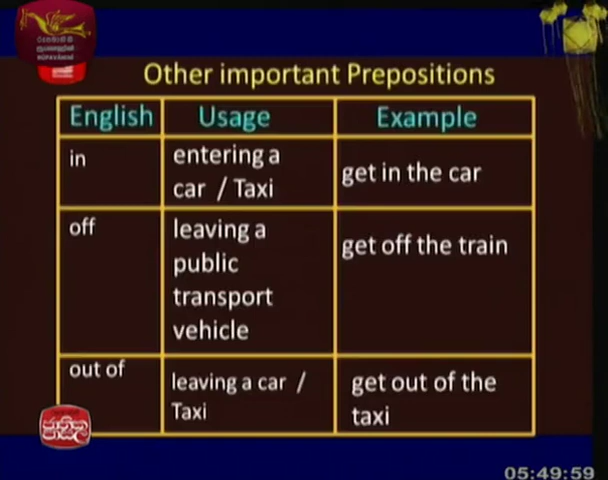 Other important Prepositions
English Usage Example
in
entering a
car / Taxi
get in the car
off
leaving a
public
transport
vehicle
get off the train
out of
leaving a car /
Taxi
get out of the
taxi
05:49:59